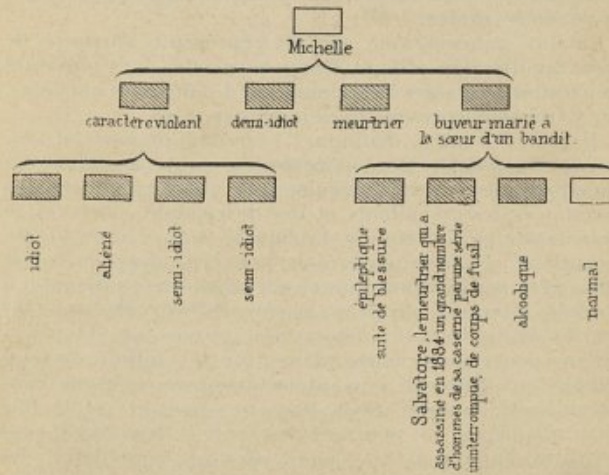 Michelle
caractère violent
demi-idiot
meurtrier
buveur marié à
la sœur d'un bandit.
idiot
aliéné
semi-idiot
semi-idiot
épileptique
suite de blessure
Salvatore, le meurtrier qui a
assassiné en 1884 un grand nombre
d'hommes de sa caserne par une série
ininterrompue de coups de fusil
alcoolique
normal